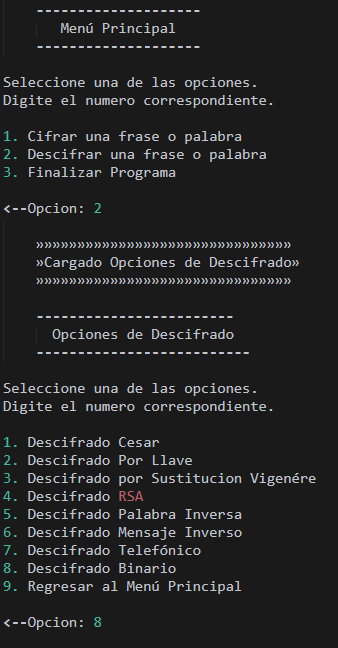 --------------------
Menú Principal
--------------------
Seleccione una de las opciones.
Digite el numero correspondiente.
1. Cifrar una frase o palabra
2. Descifrar una frase o palabra
3. Finalizar Programa
<--Opcion: 2
»»»»»»»»»»»»»»»»»»»»»»»»»»»»»»»
»Cargado Opciones de Descifrado»
»»»»»»»»»»»»»»»»»»»»»»»»»»»»»»»
------------------------
Opciones de Descifrado
--------------------------
Seleccione una de las opciones.
Digite el numero correspondiente.
1. Descifrado Cesar
2. Descifrado Por Llave
3. Descifrado por Sustitucion Vigenére
4. Descifrado RSA
5. Descifrado Palabra Inversa
6. Descifrado Mensaje Inverso
7. Descifrado Telefónico
8. Descifrado Binario
9. Regresar al Menú Principal
<--Opcion: 8